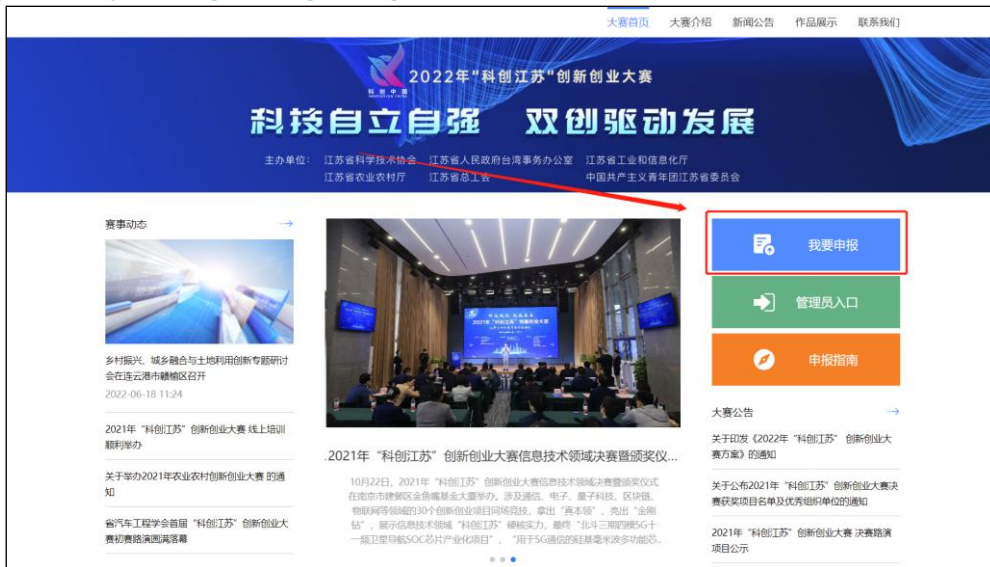 大赛首页 大赛介绍 新闻公告 作品展示 联系我们
科创中国
2022年"科创江苏"创新创业大赛
科技自立自强 双创驱动发展
主办单位： 江苏省科学技术协会 江苏省人民政府台湾事务办公室 江苏省工业和信息化厅
江苏省农业农村厅 江苏省总工会 中国共产主义青年团江苏省委员会
赛事动态
乡村振兴、城乡融合与土地利用创新专题研讨
会在连云港市赣榆区召开
2022-06-18 11:24
2021年“科创江苏”创新创业大赛 线上培训
顺利举办
关于举办2021年农业农村创新创业大赛 的通
知
省汽车工程学会首届“科创江苏”创新创业大
赛初赛路演圆满落幕
2021年“科创江苏”创新创业大赛
.2021年“科创江苏”创新创业大赛信息技术领域决赛暨颁奖仪...
10月22日，2021年“科创江苏”创新创业大赛信息技术领域决赛暨颁奖仪式
在南京市建邺区金鱼嘴基金大厦举办。涉及通信、电子、量子科技、区块链、
物联网等领域的30个创新创业项目同场竞技，拿出“真本领”，亮出“金刚
钻”，展示信息技术领域“科创江苏”硬核实力，最终“北斗三期四模5G十
一频卫星导航SOC芯片产业化项目”、“用于5G通信的硅基毫米波多功能芯...
我要申报
管理员入口
申报指南
大赛公告
关于印发《2022年“科创江苏” 创新创业大
赛方案》的通知
关于公布2021年“科创江苏”创新创业大赛决
赛获奖项目名单及优秀组织单位的通知
2021年“科创江苏”创新创业大赛 决赛路演
项目公示